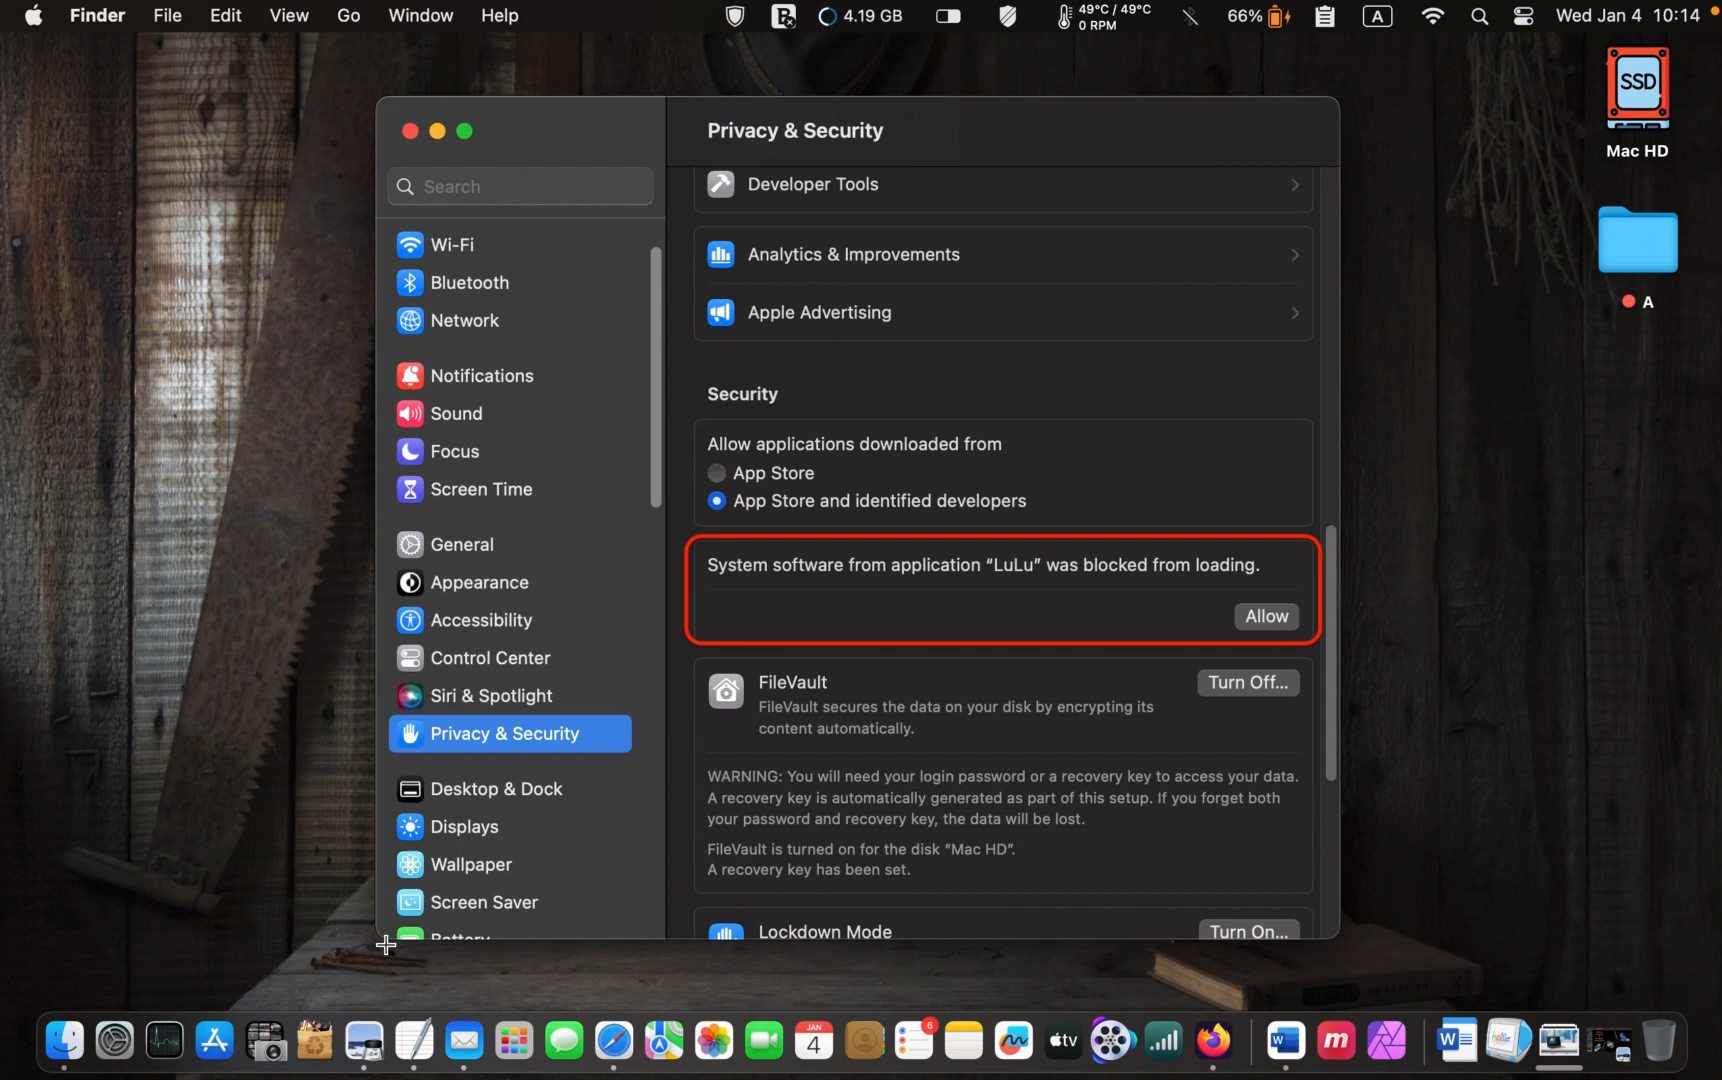 Finder File Edit View Go Window Help
4.19 GB
49°C / 49°C
0 RPM
66%
A
Wed Jan 4 10:14
SSD
Mac HD
A
Search
Wi-Fi
Bluetooth
Network
Notifications
Sound
Focus
Screen Time
General
Appearance
Accessibility
Control Center
Siri & Spotlight
Privacy & Security
Desktop & Dock
Displays
Wallpaper
Screen Saver
Battery
Privacy & Security
Developer Tools
Analytics & Improvements
Apple Advertising
Security
Allow applications downloaded from
App Store
App Store and identified developers
System software from application “LuLu” was blocked from loading.
Allow
FileVault
Turn Off...
FileVault secures the data on your disk by encrypting its
content automatically.
WARNING: You will need your login password or a recovery key to access your data.
A recovery key is automatically generated as part of this setup. If you forget both
your password and recovery key, the data will be lost.
FileVault is turned on for the disk “Mac HD”.
A recovery key has been set.
Lockdown Mode
Turn On...
JAN
4
6
tv
W
m
W
hello